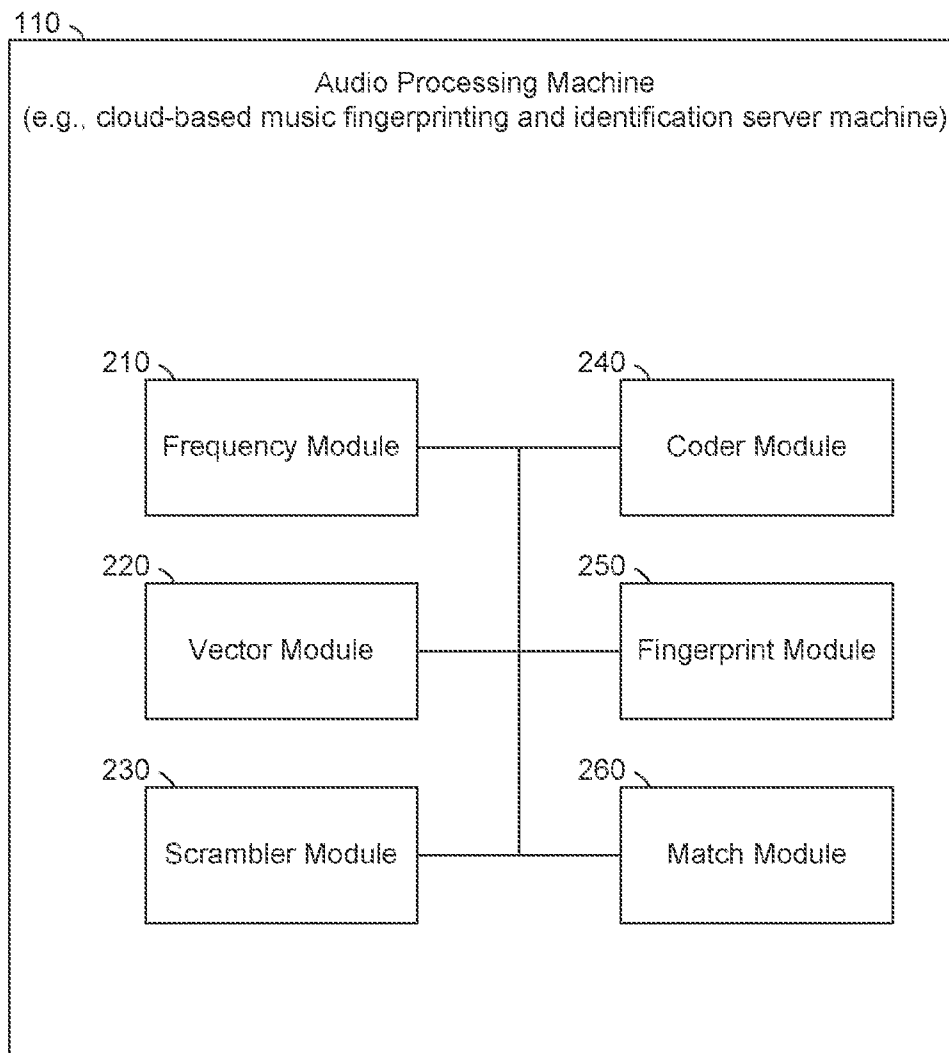 110
Audio Processing Machine
(e.g., cloud-based music fingerprinting and identification server machine)
210
Frequency Module
240
Coder Module
220
Vector Module
250
Fingerprint Module
230
Scrambler Module
260
Match Module